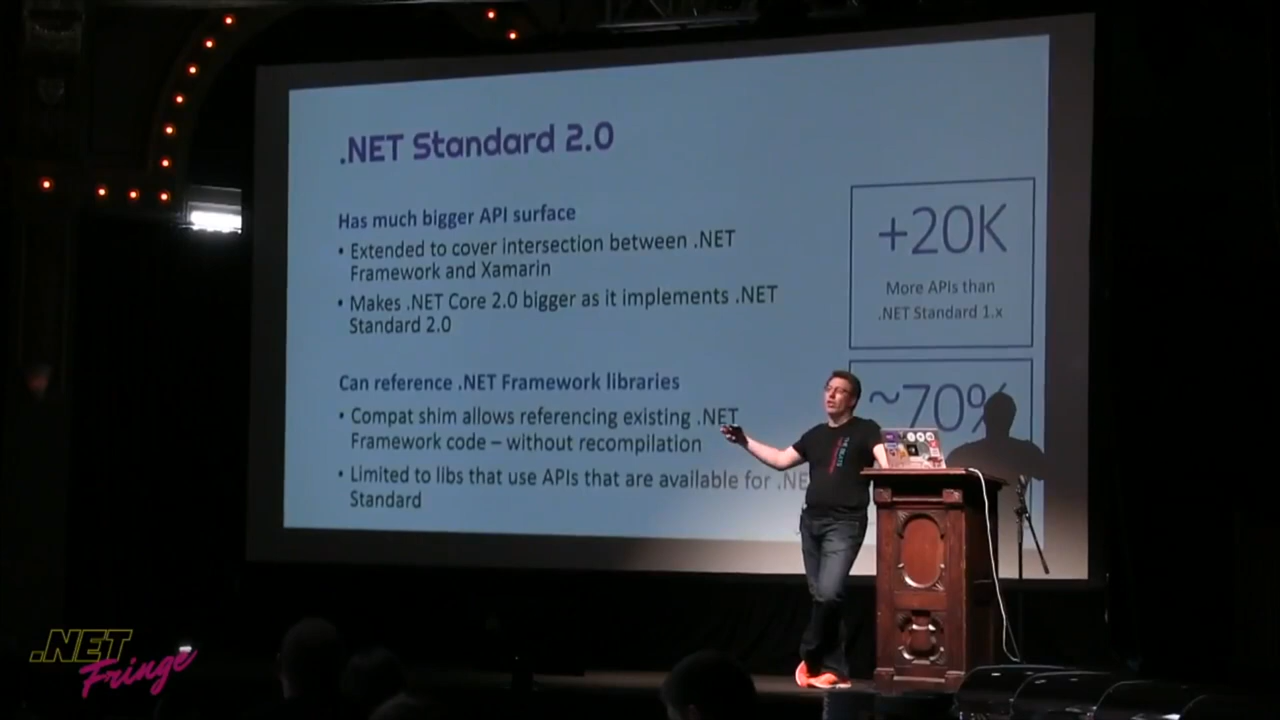 .NET Standard 2.0
Has much bigger API surface
• Extended to cover intersection between .NET
Framework and Xamarin
• Makes .NET Core 2.0 bigger as it implements .NET
Standard 2.0
Can reference .NET Framework libraries
• Compat shim allows referencing existing .NET
Framework code – without recompilation
• Limited to libs that use APIs that are available for .NE
Standard
+20K
More APIs than
.NET Standard 1.x
~70%
.NET
Fringe